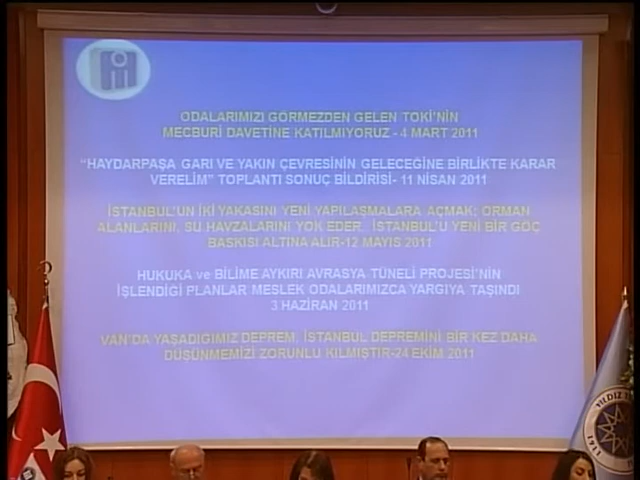 ODALARIMIZI GÖRMEZDEN GELEN TOKİ'NİN
MECBURİ DAVETİNE KATILMIYORUZ - 4 MART 2011
"HAYDARPAŞA GARI VE YAKIN ÇEVRESİNİN GELECEĞİNE BİRLİKTE KARAR
VERELİM" TOPLANTI SONUÇ BİLDİRİSİ- 11 NİSAN 2011
İSTANBUL'UN İKİ YAKASINI YENİ YAPILAŞMALARA AÇMAK; ORMAN
ALANLARINI, SU HAVZALARINI YOK EDER, İSTANBUL'U YENİ BİR GÖÇ
BASKISI ALTINA ALIR-12 MAYIS 2011
HUKUKA ve BİLİME AYKIRI AVRASYA TÜNELİ PROJESİ'NİN
İŞLENDİĞİ PLANLAR MESLEK ODALARIMIZCA YARGIYA TAŞINDI
3 HAZİRAN 2011
VAN'DA YAŞADIĞIMIZ DEPREM, İSTANBUL DEPREMİNİ BİR KEZ DAHA
DÜŞÜNMEMİZİ ZORUNLU KILMIŞTIR-24 EKİM 2011
YILDIZ